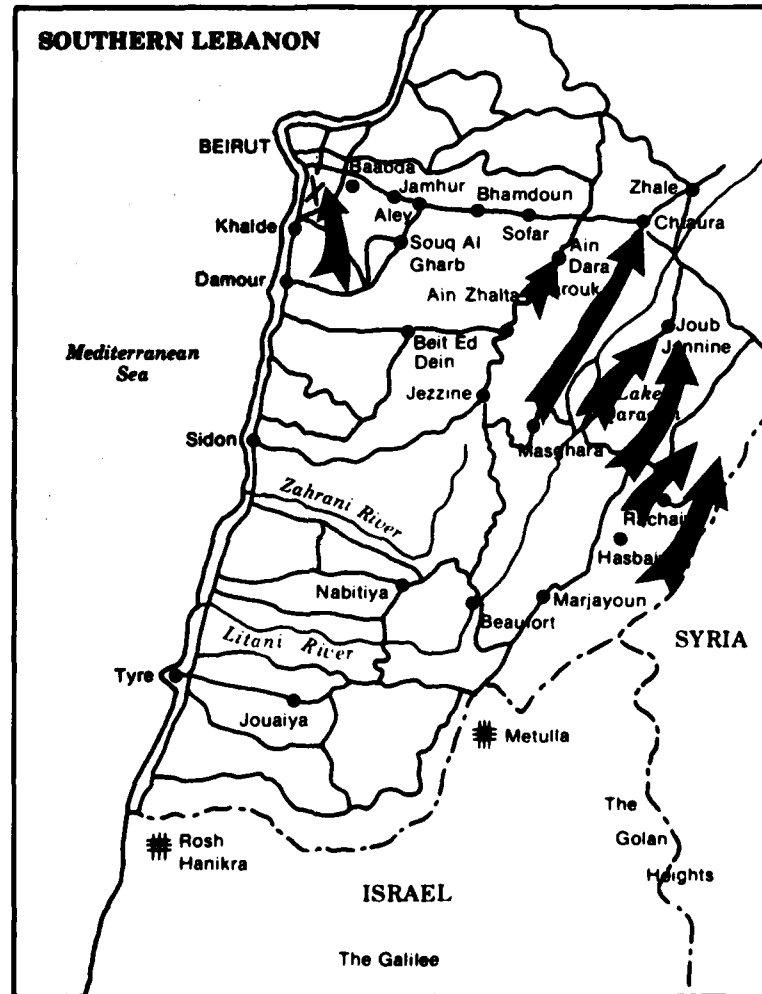 SOUTHERN LEBANON
BEIRUT
Baabda
Jamhur
Aley
Bhamdoun
Sofar
Zhale
Chtaura
Khalde
Souq Al
Gharb
Ain
Dara
Damour
Ain Zhalta
Joub
Jannine
Mediterranean
Sea
Beit Ed
Dein
Jezzine
Lake
Sidon
Masghara
Zahrani River
Nabitiya
Beaufort
Marjayoun
Litani River
SYRIA
Tyre
Jouaiya
Metulla
Rosh
Hanikra
The
Golan
Heights
ISRAEL
The Galilee